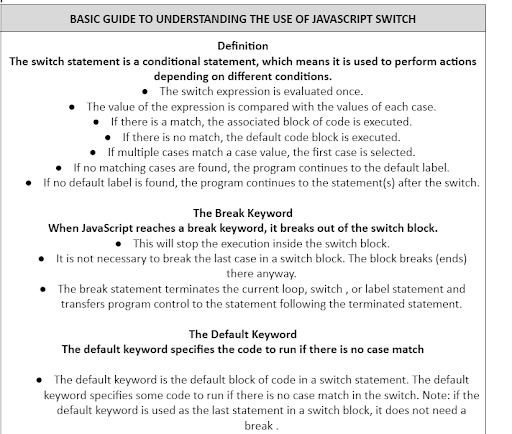 BASIC GUIDE TO UNDERSTANDING THE USE OF JAVASCRIPT SWITCH
Definition
The switch statement is a conditional statement, which means it is used to perform actions
depending on different conditions.
● The switch expression is evaluated once.
● The value of the expression is compared with the values of each case.
● If there is a match, the associated block of code is executed.
● If there is no match, the default code block is executed.
● If multiple cases match a case value, the first case is selected.
● If no matching cases are found, the program continues to the default label.
● If no default label is found, the program continues to the statement(s) after the switch.
The Break Keyword
When JavaScript reaches a break keyword, it breaks out of the switch block.
● This will stop the execution inside the switch block.
● It is not necessary to break the last case in a switch block. The block breaks (ends)
there anyway.
● The break statement terminates the current loop, switch , or label statement and
transfers program control to the statement following the terminated statement.
The Default Keyword
The default keyword specifies the code to run if there is no case match
● The default keyword is the default block of code in a switch statement. The default
keyword specifies some code to run if there is no case match in the switch. Note: if the
default keyword is used as the last statement in a switch block, it does not need a
break .